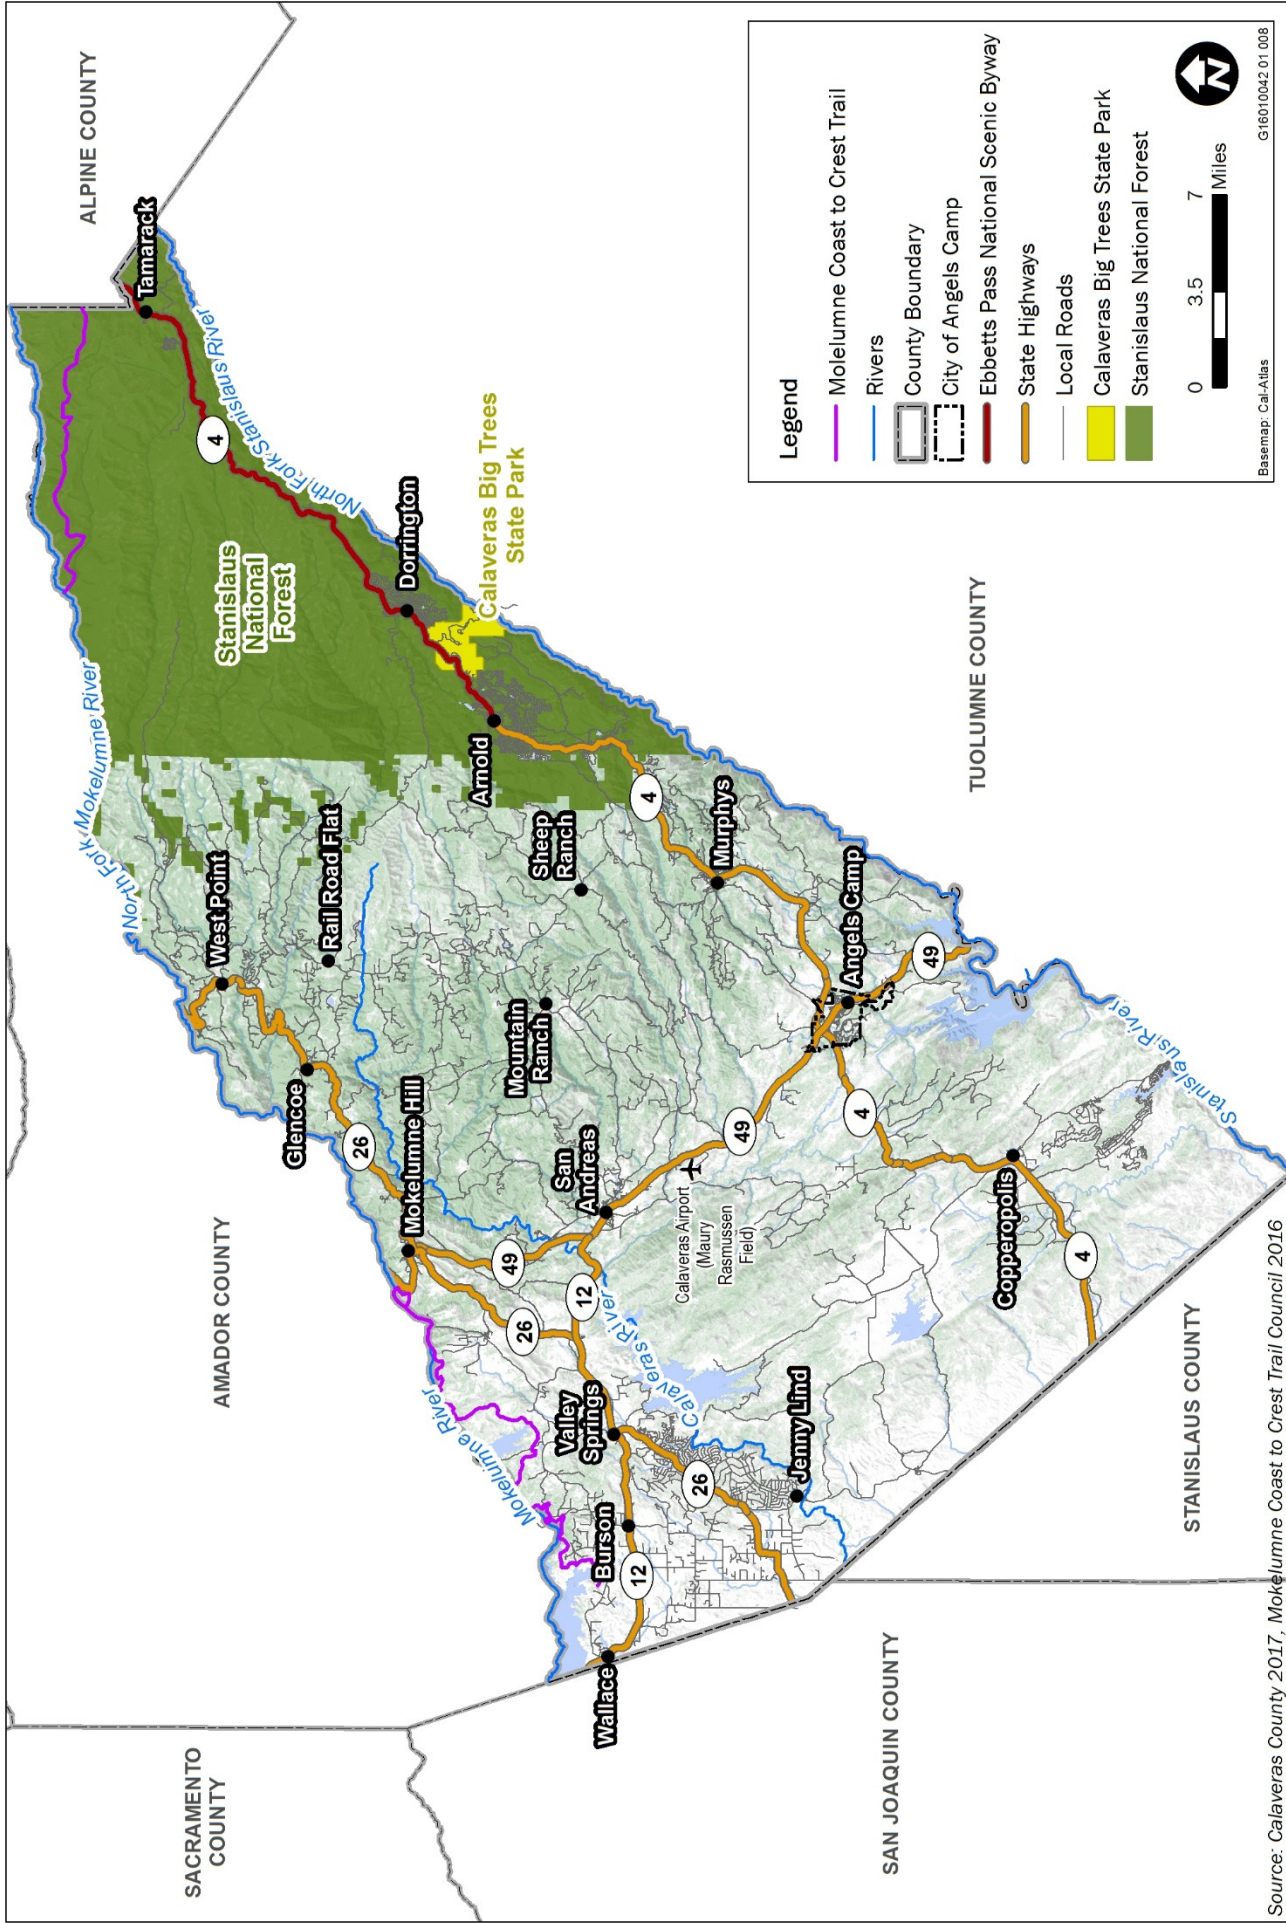 SACRAMENTO
COUNTY
AMADOR COUNTY
ALPINE COUNTY
SAN JOAQUIN COUNTY
STANISLAUS COUNTY
TUOLUMNE COUNTY
North Fork Mokelumne River
Mokelumne River
North Fork Stanislaus River
Calaveras River
Stanislaus River
Stanislaus
National
Forest
Calaveras Big Trees
State Park
Tamarack
4
Dorrington
Arnold
West Point
Rail Road Flat
Glencoe
26
Mokelumne Hill
Sheep
Ranch
Mountain
Ranch
4
Murphys
San
Andreas
49
26
12
49
Calaveras Airport
(Maury
Rasmussen
Field)
Angels Camp
49
4
Valley
Springs
Burson
12
Wallace
26
Jenny Lind
Copperopolis
4
Legend
Molelumne Coast to Crest Trail
Rivers
County Boundary
City of Angels Camp
Ebbetts Pass National Scenic Byway
State Highways
Local Roads
Calaveras Big Trees State Park
Stanislaus National Forest
0 3.5 7
Miles
N
Basemap: Cal-Atlas
G16010042 01 008
Source: Calaveras County 2017, Mokelumne Coast to Crest Trail Council 2016